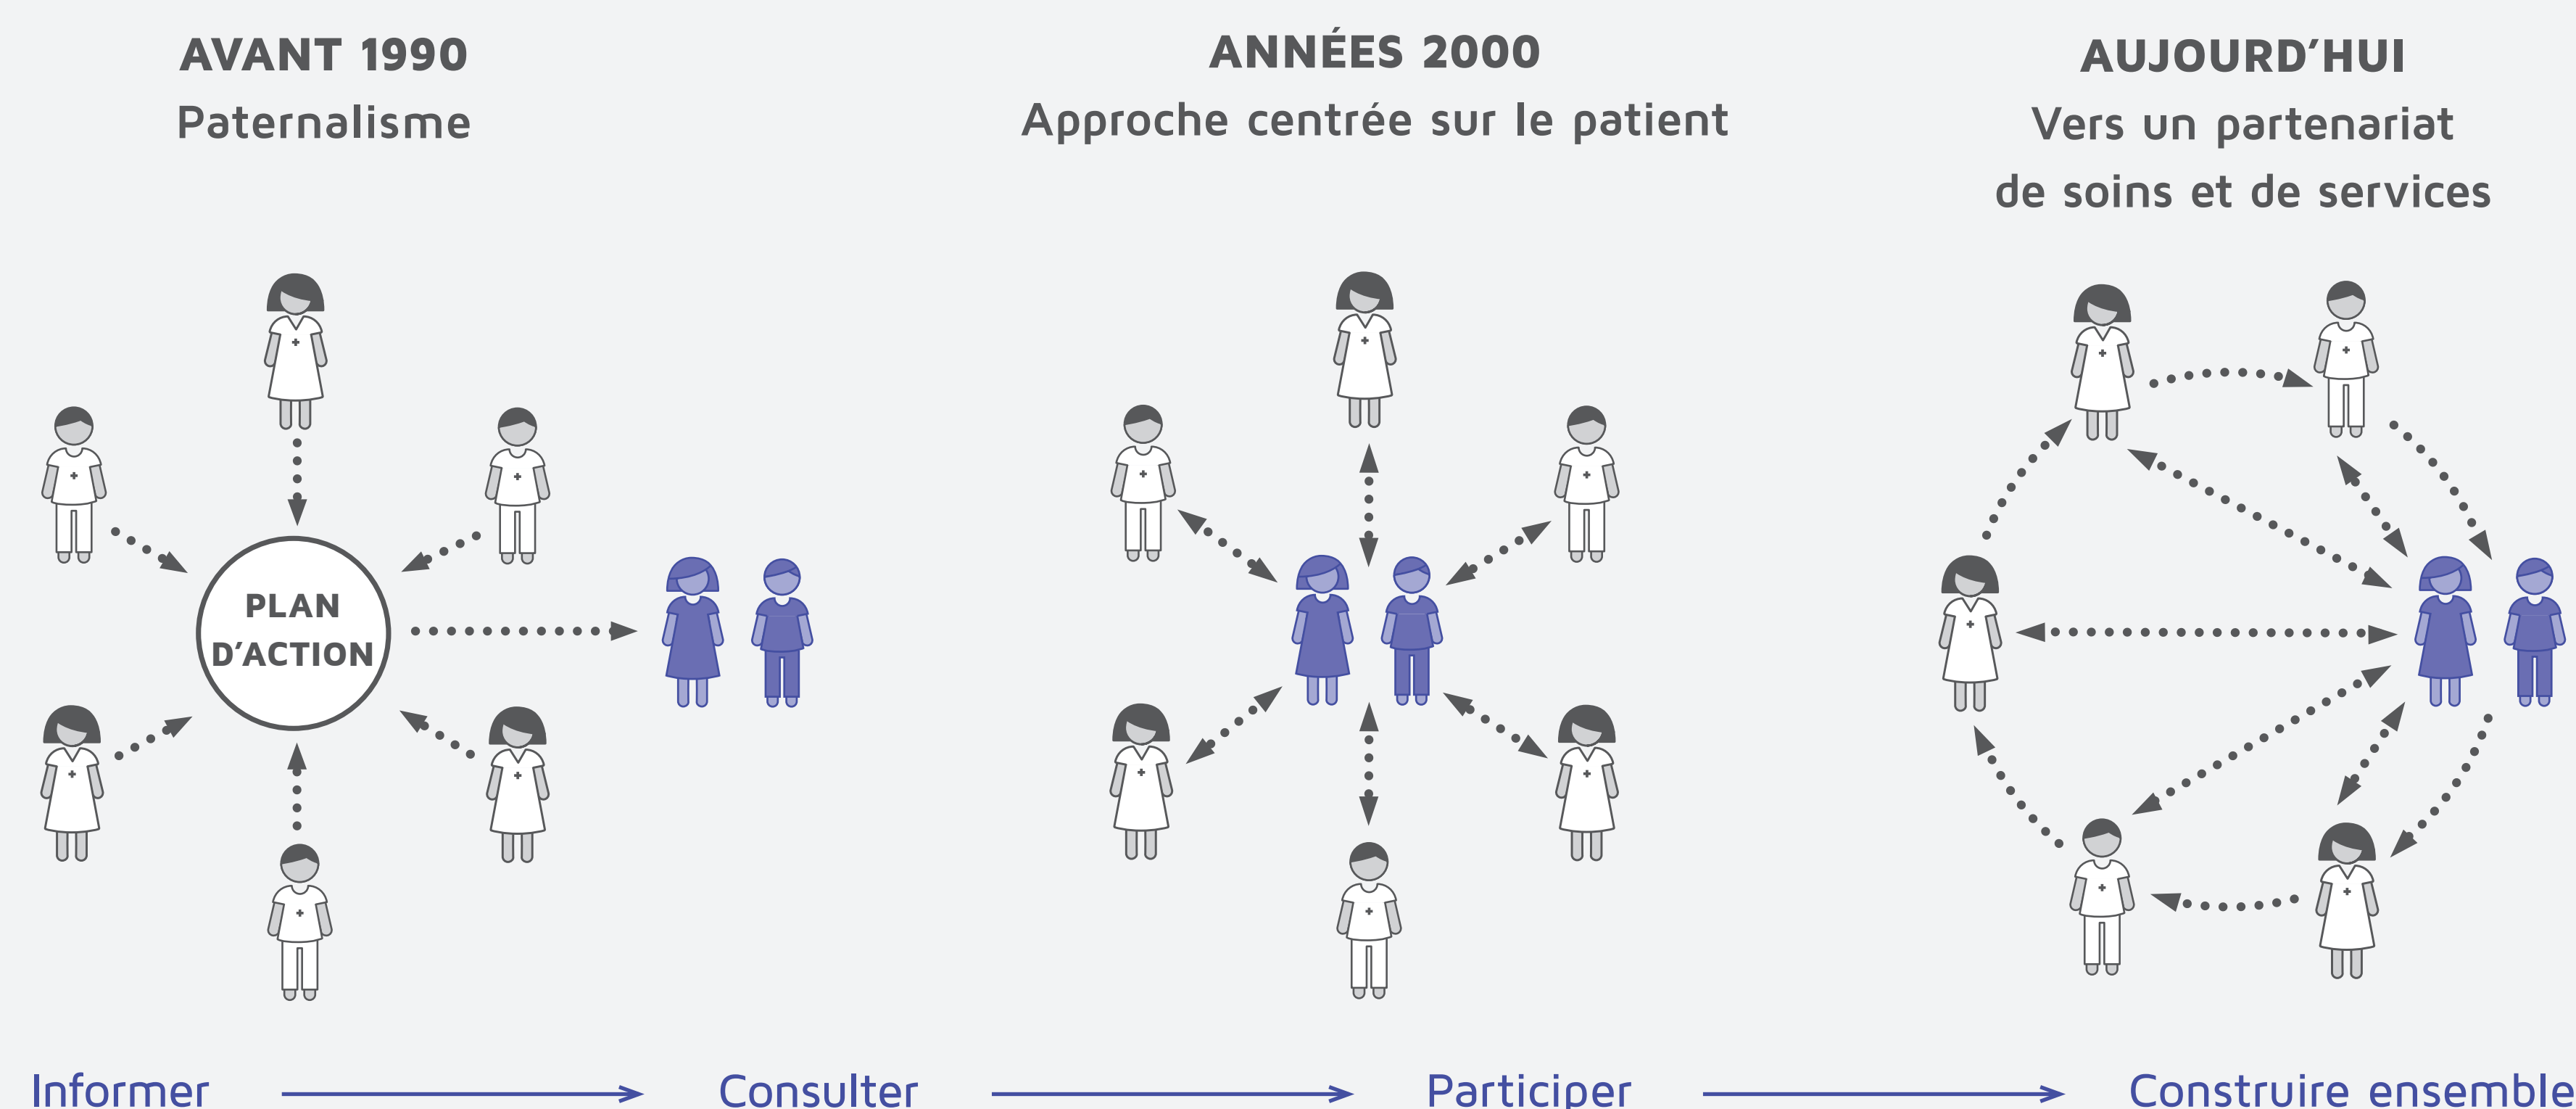 AVANT 1990
Paternalisme
ANNÉES 2000
Approche centrée sur le patient
AUJOURD’HUI
Vers un partenariat
de soins et de services
PLAN
D’ACTION
Informer
Consulter
Participer
Construire ensemble